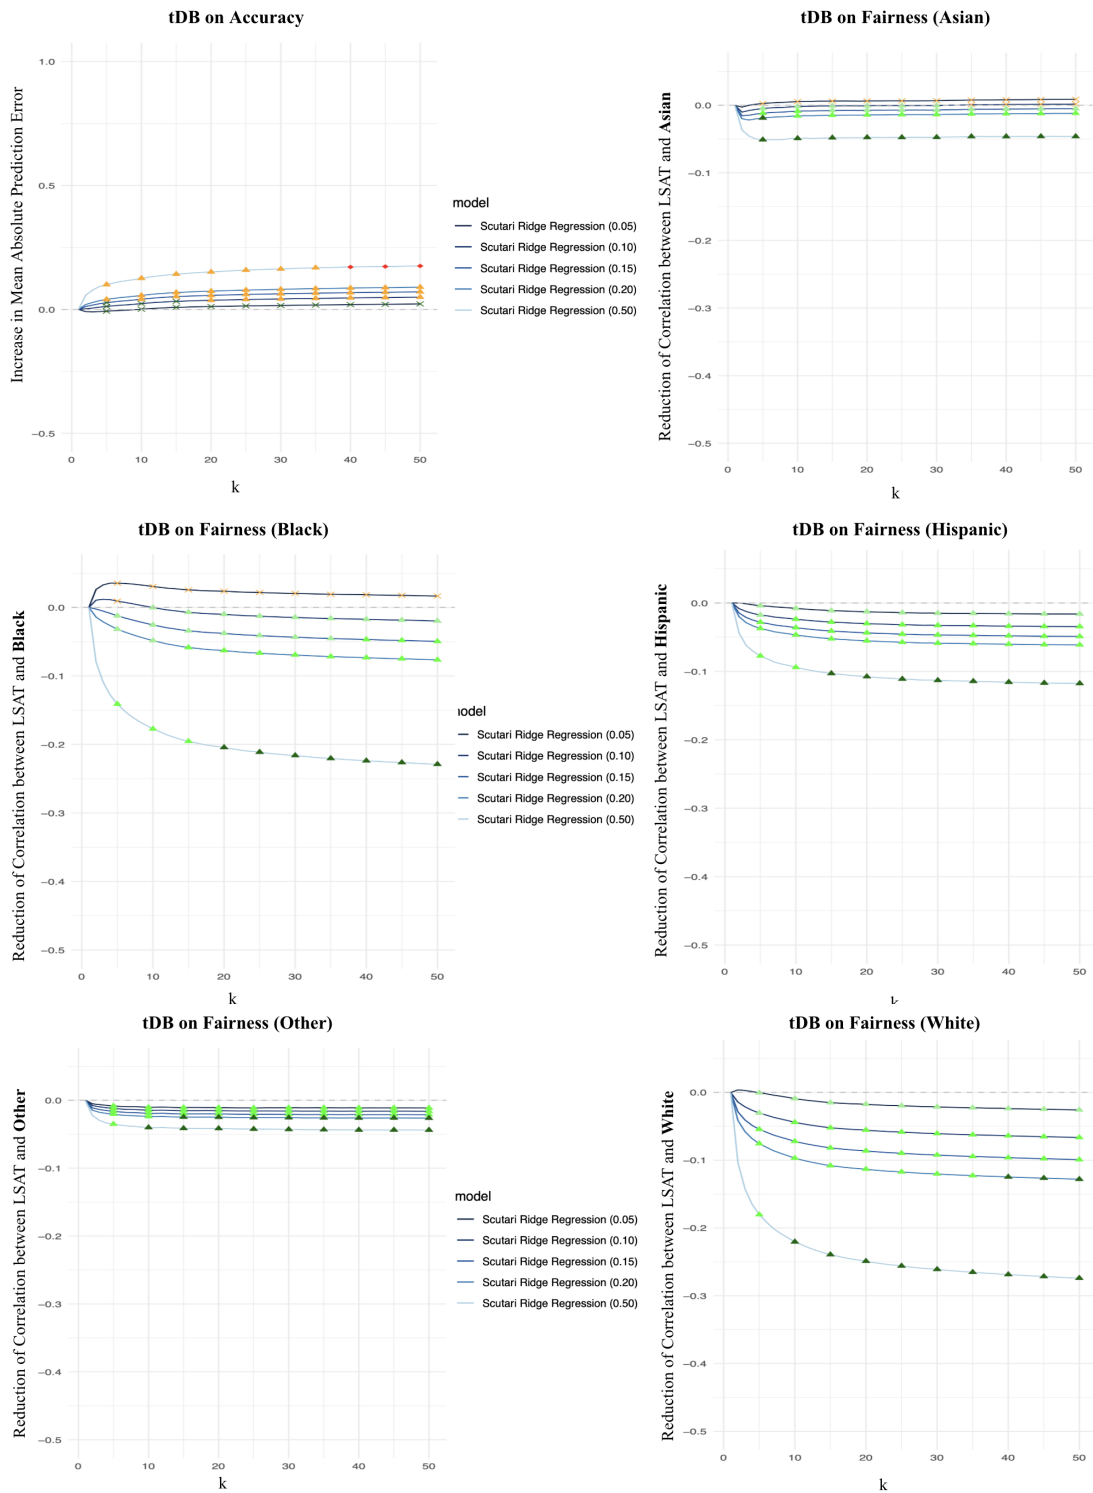 tDB on Accuracy
Increase in Mean Absolute Prediction Error
1.0
0.5
0.0
−0.5
0 10 20 30 40 50
k
model
Scutari Ridge Regression (0.05)
Scutari Ridge Regression (0.10)
Scutari Ridge Regression (0.15)
Scutari Ridge Regression (0.20)
Scutari Ridge Regression (0.50)
tDB on Fairness (Asian)
Reduction of Correlation between LSAT and Asian
0.0
−0.1
−0.2
−0.3
−0.4
−0.5
0 10 20 30 40 50
k
tDB on Fairness (Black)
Reduction of Correlation between LSAT and Black
0.0
−0.1
−0.2
−0.3
−0.4
−0.5
0 10 20 30 40 50
k
nodel
Scutari Ridge Regression (0.05)
Scutari Ridge Regression (0.10)
Scutari Ridge Regression (0.15)
Scutari Ridge Regression (0.20)
Scutari Ridge Regression (0.50)
tDB on Fairness (Hispanic)
Reduction of Correlation between LSAT and Hispanic
0.0
−0.1
−0.2
−0.3
−0.4
−0.5
0 10 20 30 40 50
k
tDB on Fairness (Other)
Reduction of Correlation between LSAT and Other
0.0
−0.1
−0.2
−0.3
−0.4
−0.5
0 10 20 30 40 50
k
model
Scutari Ridge Regression (0.05)
Scutari Ridge Regression (0.10)
Scutari Ridge Regression (0.15)
Scutari Ridge Regression (0.20)
Scutari Ridge Regression (0.50)
tDB on Fairness (White)
Reduction of Correlation between LSAT and White
0.0
−0.1
−0.2
−0.3
−0.4
−0.5
0 10 20 30 40 50
k